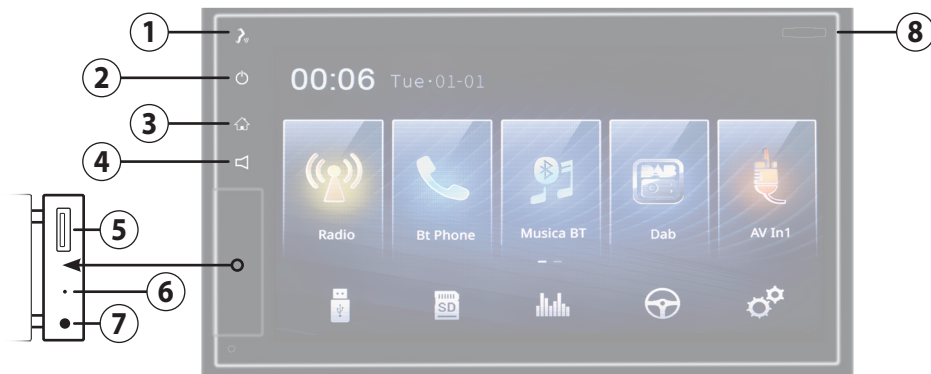 1
8
2
00:06 Tue·01-01
3
4
DAB
5
Radio
Bt Phone
Musica BT
Dab
AV In1
6
SD
7